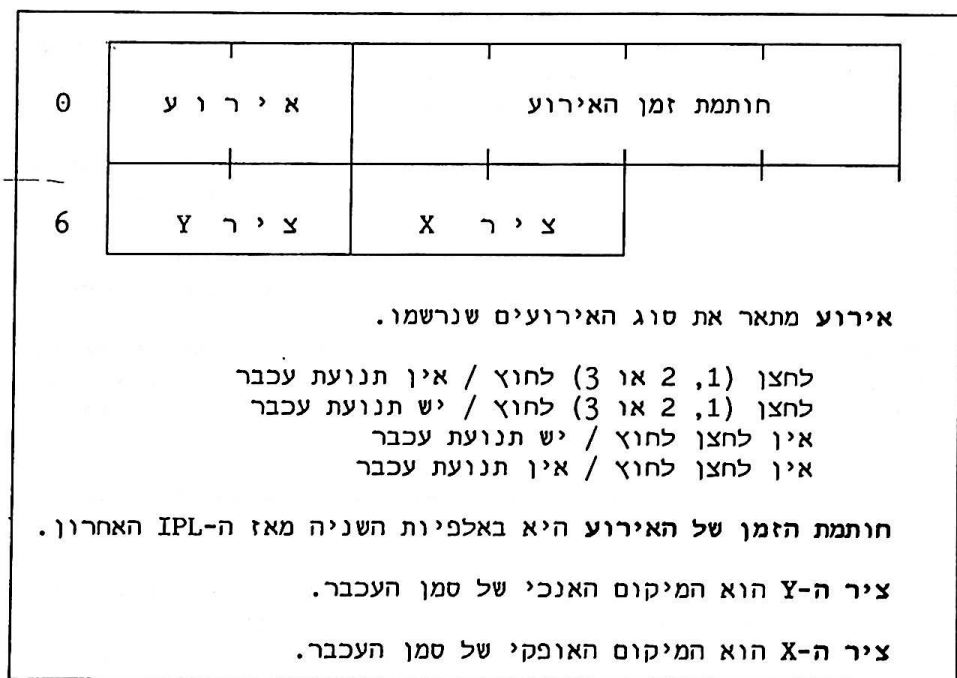 0 אירוע חותמת זמן האירוע
6 ציר Y ציר X
אירוע מתאר את סוג האירועים שנרשמו.
לחצן (1, 2 או 3) לחוץ / אין תנועת עכבר
לחצן (1, 2 או 3) לחוץ / יש תנועת עכבר
אין לחצן לחוץ / יש תנועת עכבר
אין לחצן לחוץ / אין תנועת עכבר
חותמת הזמן של האירוע היא באלפיות השניה מאז ה-IPL האחרון.
ציר ה-Y הוא המיקום האנכי של סמן העכבר.
ציר ה-X הוא המיקום האופקי של סמן העכבר.